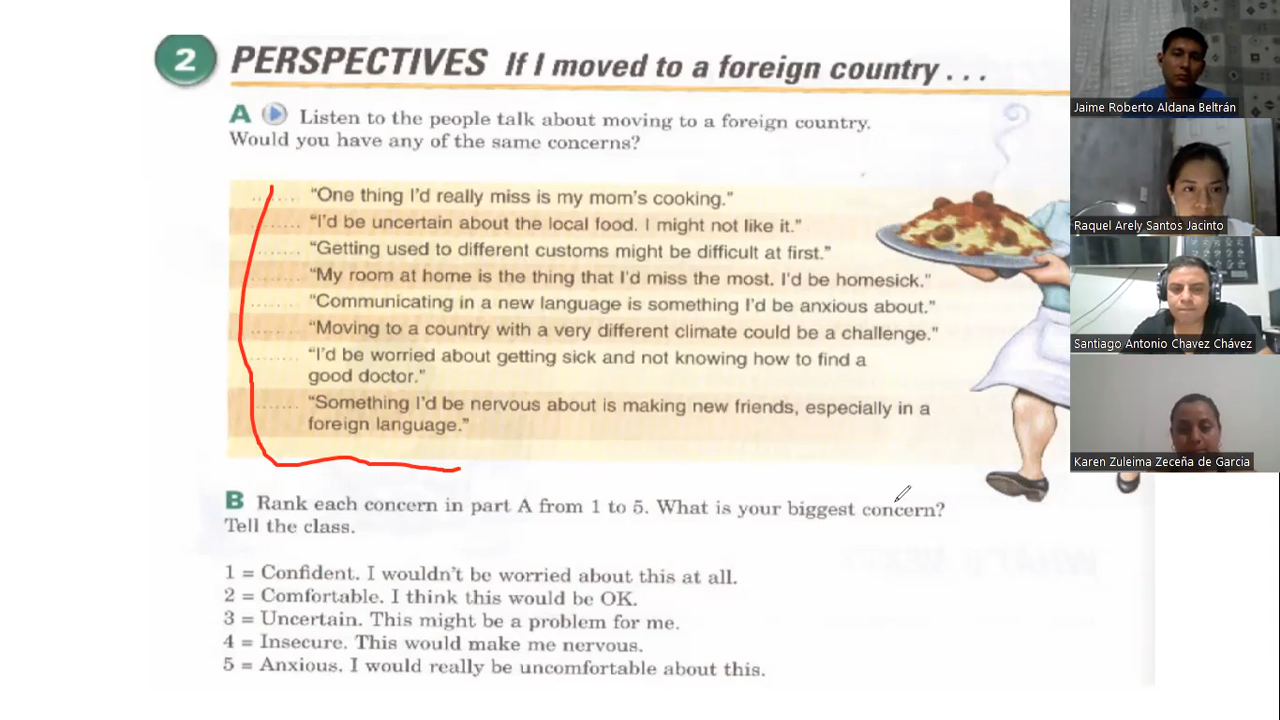 2 PERSPECTIVES If I moved to a foreign country . . .
A Listen to the people talk about moving to a foreign country.
Would you have any of the same concerns?
........ "One thing I'd really miss is my mom's cooking."
........ "I'd be uncertain about the local food. I might not like it."
........ "Getting used to different customs might be difficult at first."
........ "My room at home is the thing that I'd miss the most. I'd be homesick."
........ "Communicating in a new language is something I'd be anxious about."
........ "Moving to a country with a very different climate could be a challenge."
........ "I'd be worried about getting sick and not knowing how to find a
good doctor."
........ "Something I'd be nervous about is making new friends, especially in a
foreign language."
B Rank each concern in part A from 1 to 5. What is your biggest concern?
Tell the class.
1 = Confident. I wouldn't be worried about this at all.
2 = Comfortable. I think this would be OK.
3 = Uncertain. This might be a problem for me.
4 = Insecure. This would make me nervous.
5 = Anxious. I would really be uncomfortable about this.
Jaime Roberto Aldana Beltrán
Raquel Arely Santos Jacinto
Santiago Antonio Chavez Chávez
Karen Zuleima Zeceña de Garcia